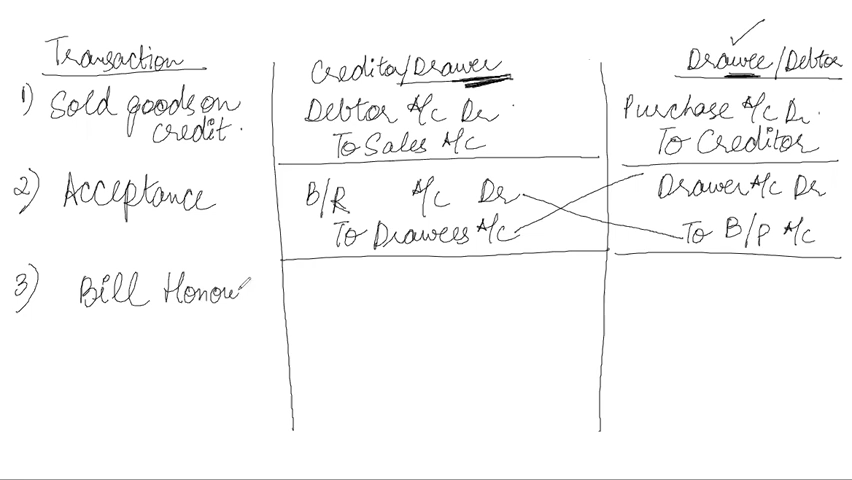 Transaction
Creditor/Drawer
Drawee/Debtor
1) Sold goods on
credit.
Debtor A/c Dr.
To Sales A/c
Purchase A/c Dr.
To Creditor
2) Acceptance
B/R A/c Dr
To Drawees A/c
Drawer A/c Dr
To B/P A/c
3) Bill Honour